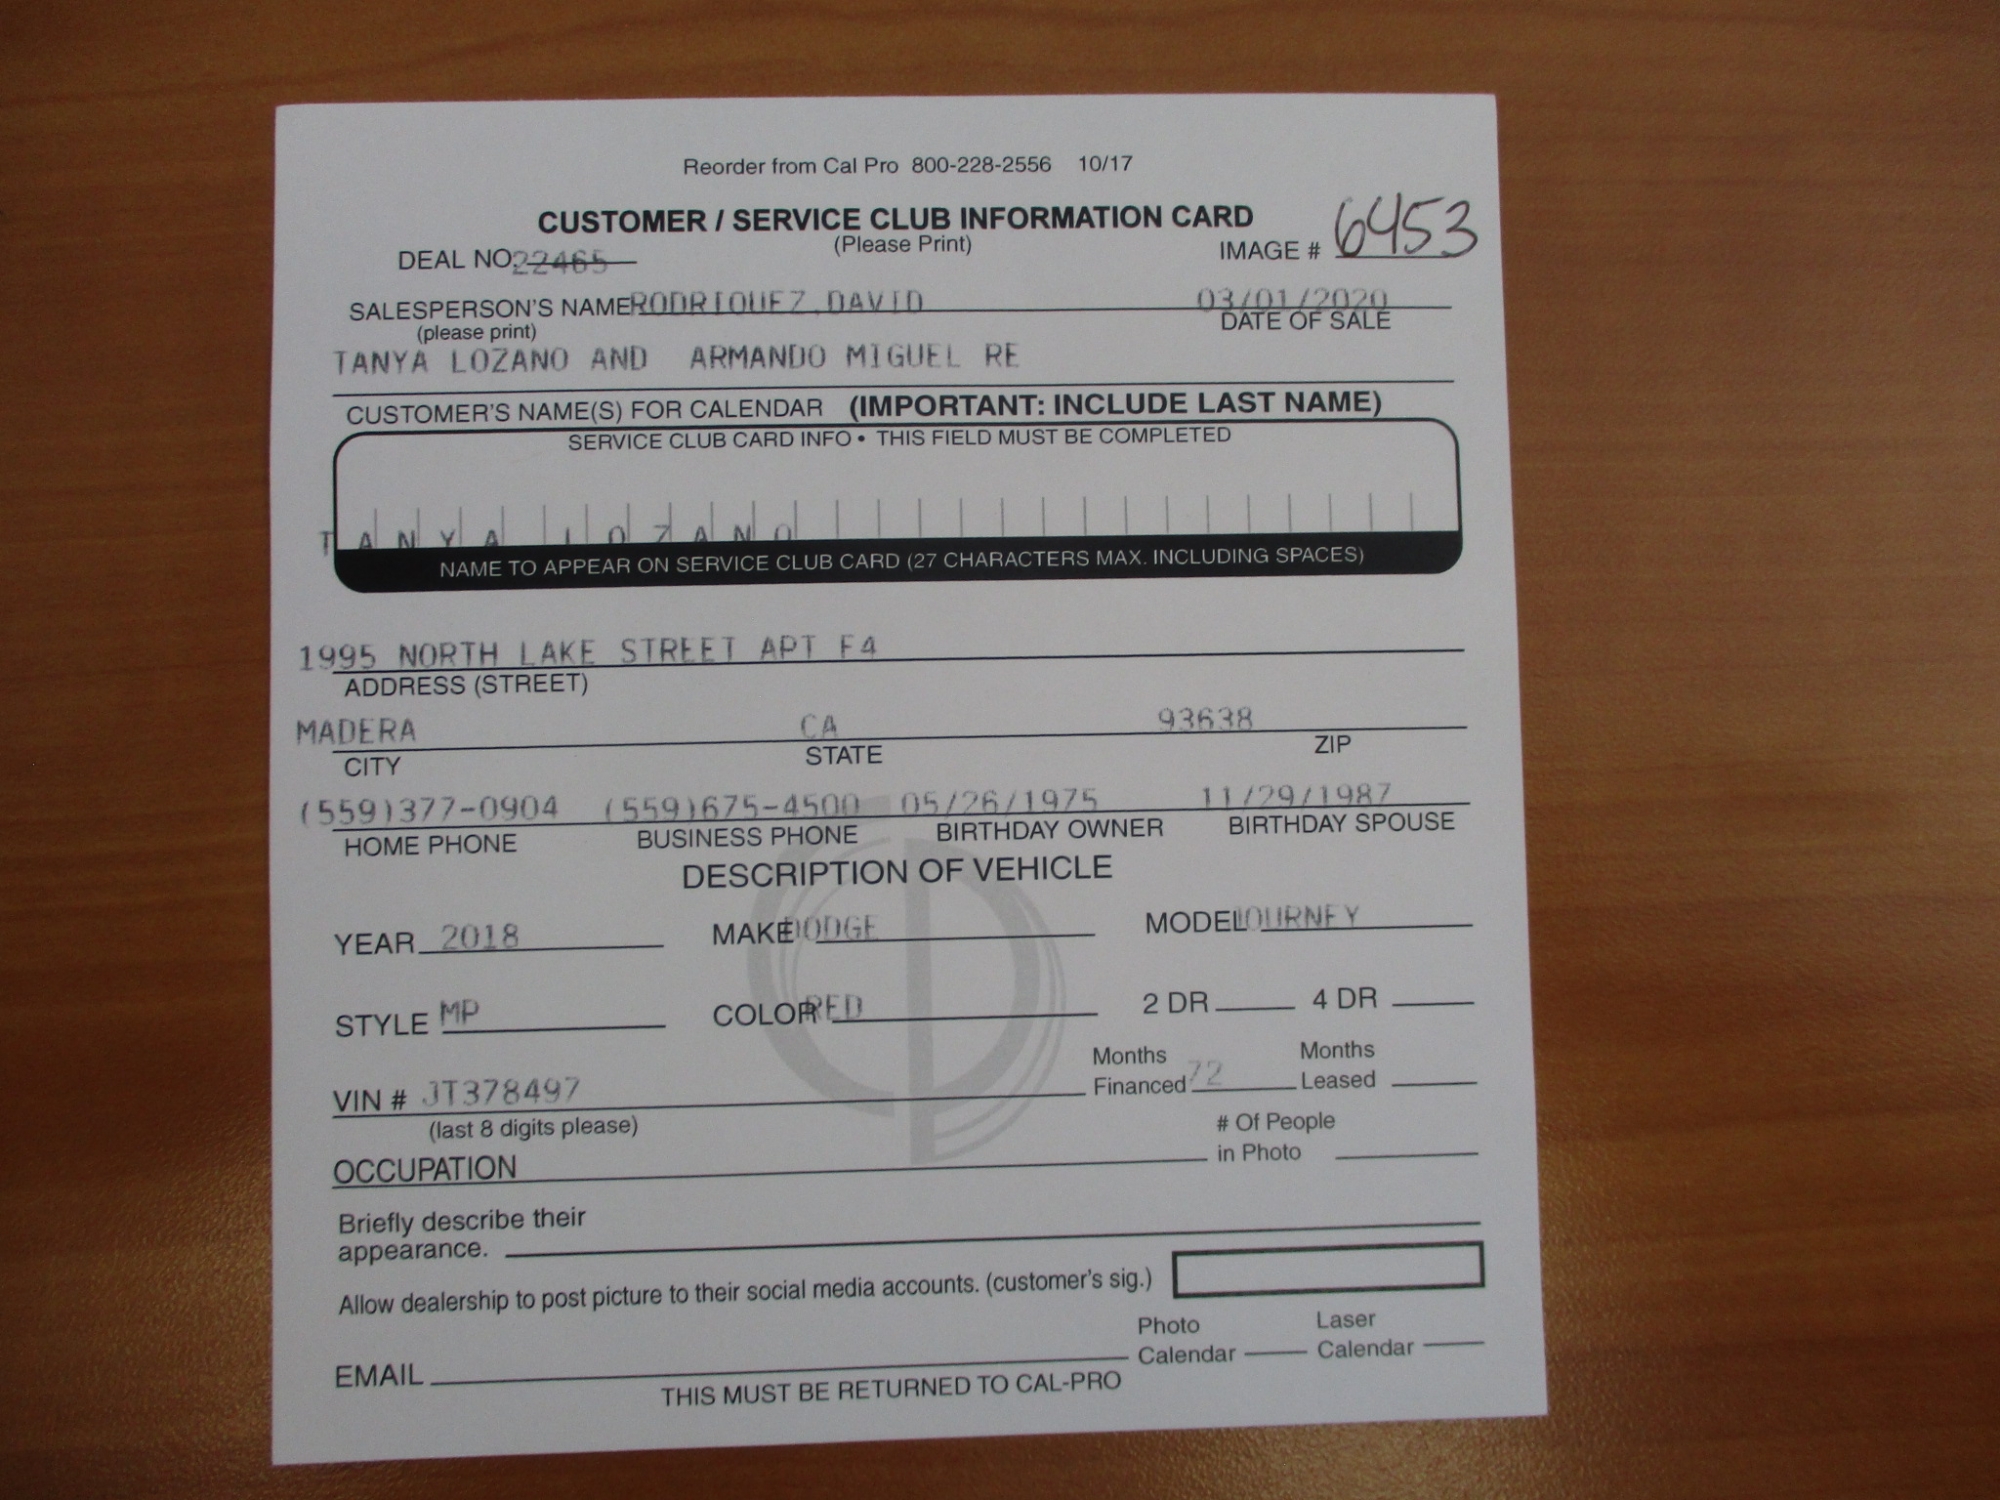 Reorder from Cal Pro 800-228-2556 10/17
CUSTOMER / SERVICE CLUB INFORMATION CARD
(Please Print)
DEAL NO. 22465
IMAGE # 6453
SALESPERSON'S NAME RODRIQUEZ,DAVID 03/01/2020
(please print) DATE OF SALE
TANYA LOZANO AND ARMANDO MIGUEL RE
CUSTOMER'S NAME(S) FOR CALENDAR (IMPORTANT: INCLUDE LAST NAME)
SERVICE CLUB CARD INFO • THIS FIELD MUST BE COMPLETED
T A N Y A L O Z A N O
NAME TO APPEAR ON SERVICE CLUB CARD (27 CHARACTERS MAX. INCLUDING SPACES)
1995 NORTH LAKE STREET APT F4
ADDRESS (STREET)
MADERA CA 93638
CITY STATE ZIP
(559)377-0904 (559)675-4500 05/26/1975 11/29/1987
HOME PHONE BUSINESS PHONE BIRTHDAY OWNER BIRTHDAY SPOUSE
DESCRIPTION OF VEHICLE
YEAR 2018 MAKE DODGE MODEL JOURNEY
STYLE MP COLOR RED 2 DR 4 DR
Months Financed 72 Months Leased
VIN # JT378497
(last 8 digits please)
# Of People in Photo
OCCUPATION
Briefly describe their
appearance.
Allow dealership to post picture to their social media accounts. (customer's sig.)
Photo Calendar Laser Calendar
EMAIL
THIS MUST BE RETURNED TO CAL-PRO